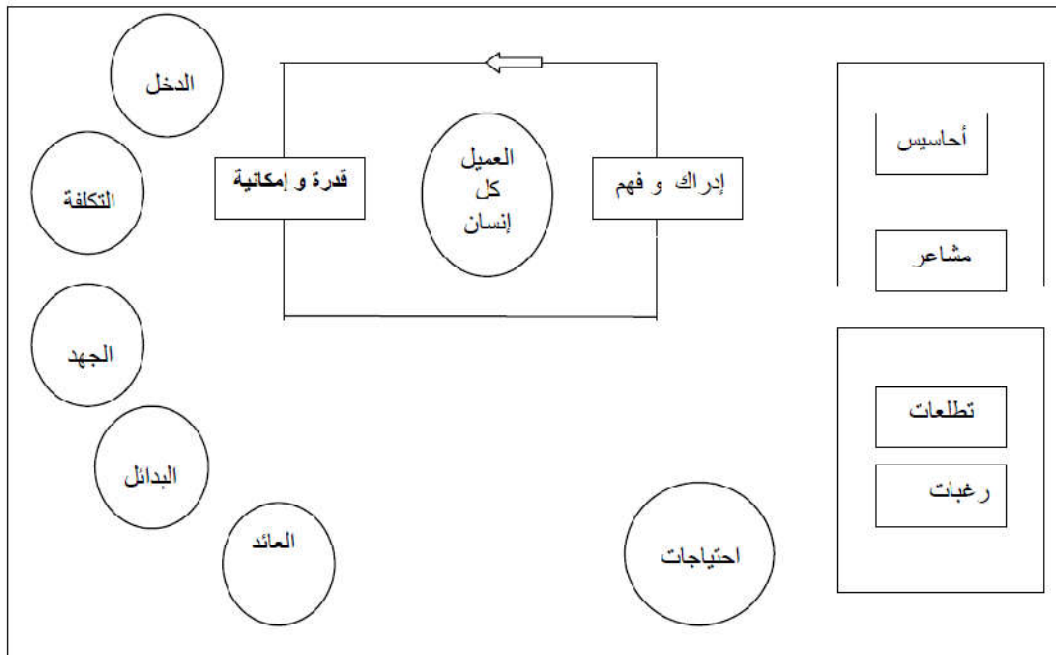 أحاسيس
مشاعر
تطلعات
رغبات
إدراك و فهم
العميل
كل
إنسان
قدرة و إمكانية
الدخل
التكلفة
الجهد
البدائل
العائد
احتياجات